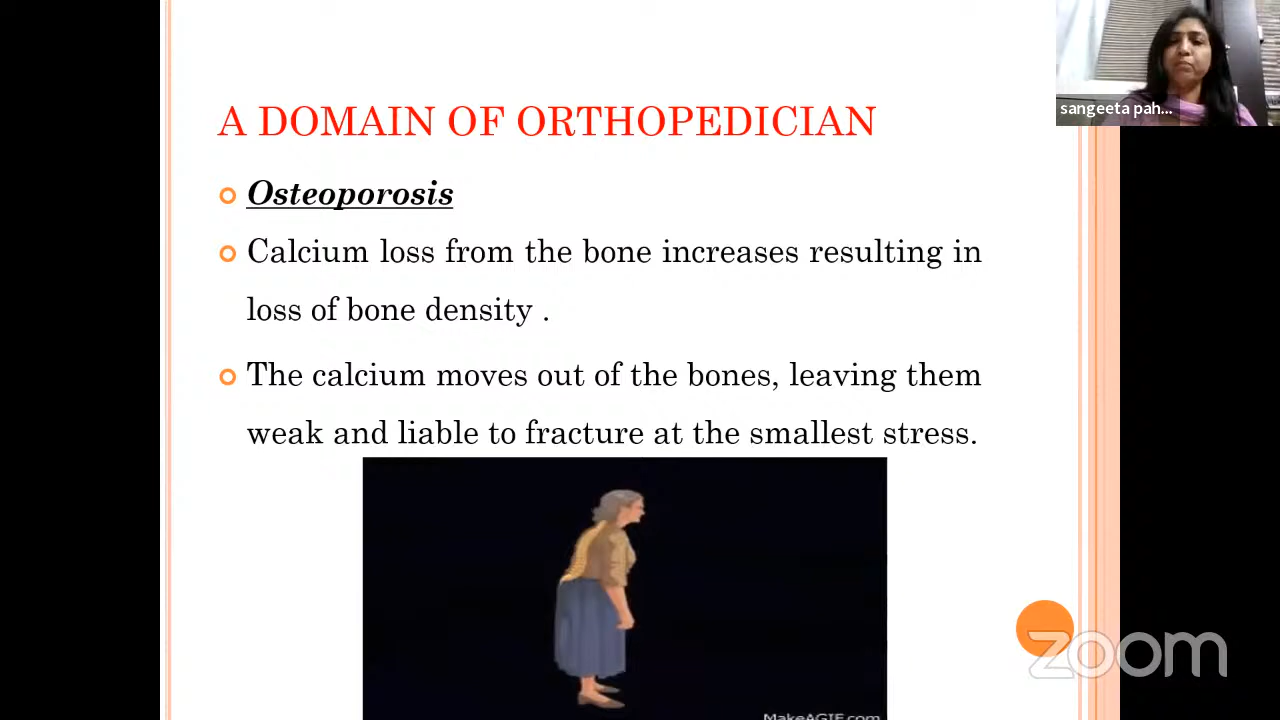 A DOMAIN OF ORTHOPEDICIAN
sangeeta pah...
Osteoporosis
Calcium loss from the bone increases resulting in
loss of bone density .
The calcium moves out of the bones, leaving them
weak and liable to fracture at the smallest stress.
zoom
MakeAGIF.com